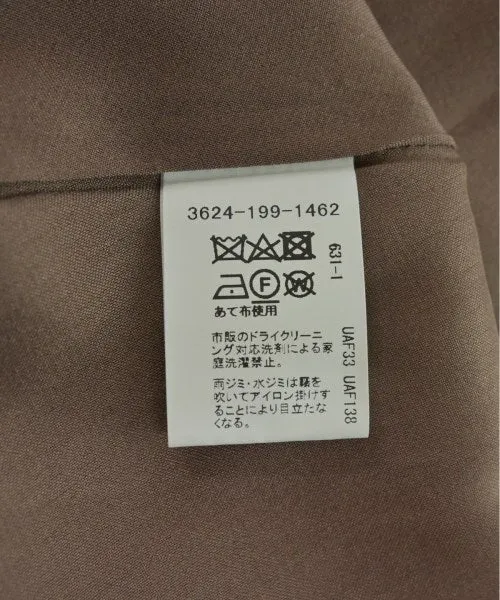 3624-199-1462
631-1
F
W
あて布使用
市販のドライクリーニ
ング対応洗剤による家
庭洗濯禁止。
雨ジミ・水ジミは霧を
吹いてアイロン掛けす
ることにより目立たな
くなる。
UAF33 UAF138